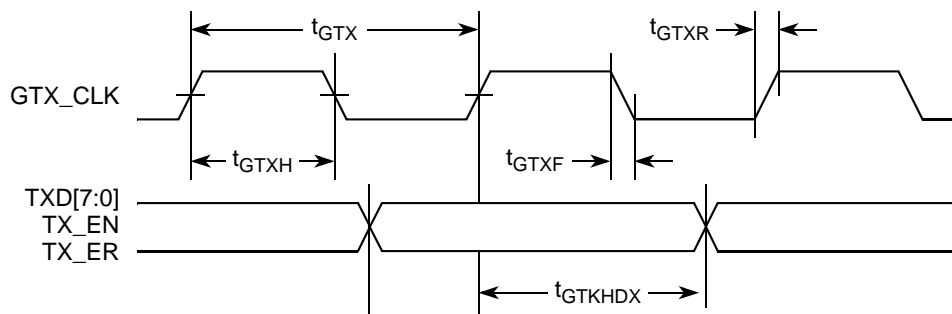 tGTX
tGTXR
GTX_CLK
tGTXH
tGTXF
TXD[7:0]
TX_EN
TX_ER
tGTKHDX